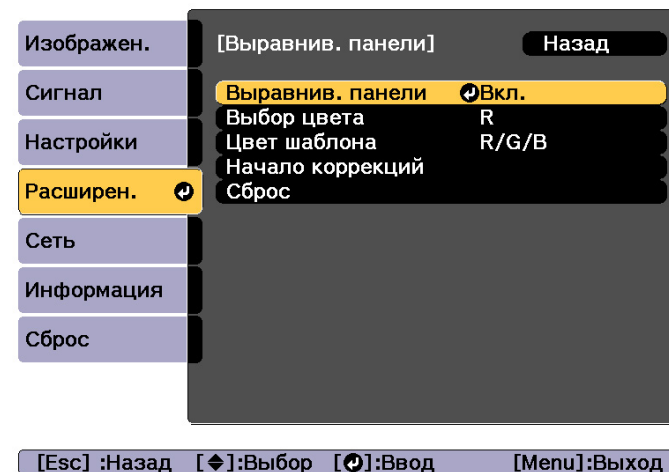 Изображен.
Сигнал
Настройки
Расширен.
Сеть
Информация
Сброс
[Выравнив. панели] Назад
Выравнив. панели Вкл.
Выбор цвета R
Цвет шаблона R/G/B
Начало коррекций
Сброс
[Esc] :Назад [ ]:Выбор [ ]:Ввод [Menu]:Выход